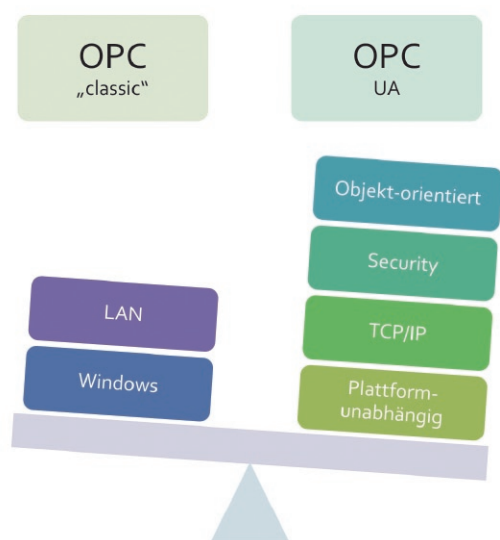 OPC
„classic“
OPC
UA
Objekt-orientiert
Security
LAN
TCP/IP
Windows
Plattform-
unabhängig